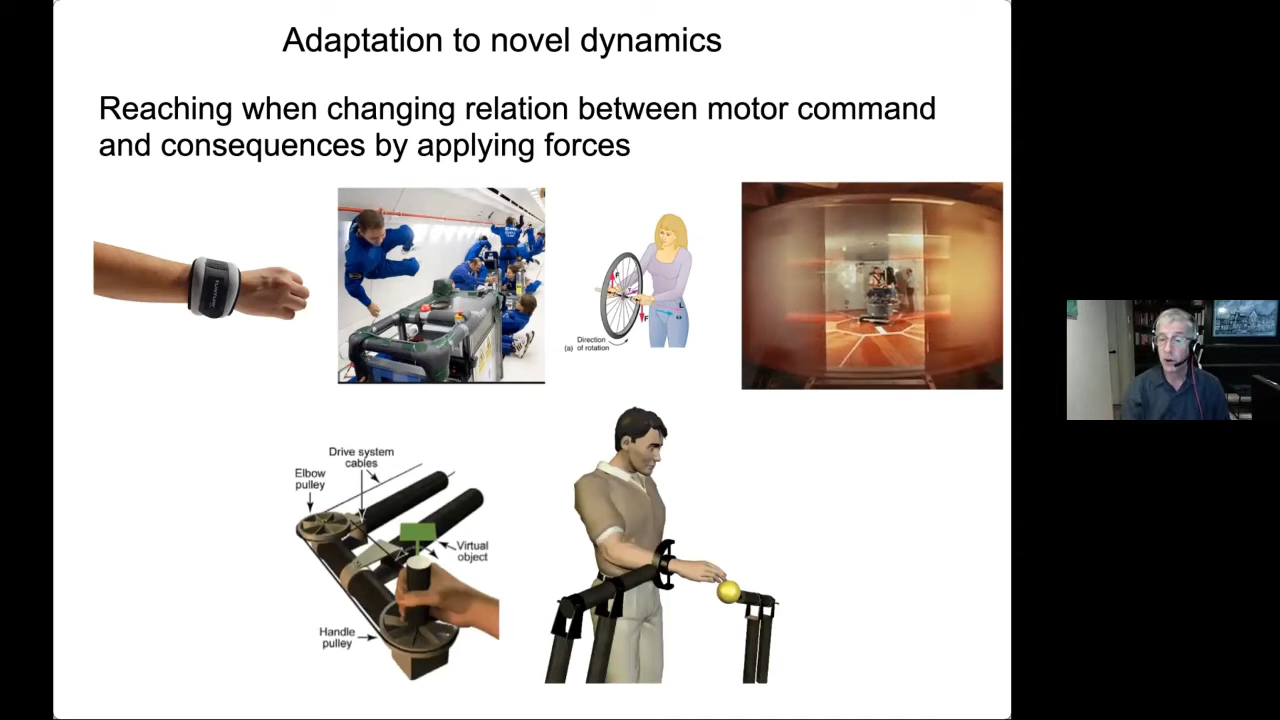 Adaptation to novel dynamics
Reaching when changing relation between motor command
and consequences by applying forces
Direction
(a) of rotation
F
F
Drive system
cables
Elbow
pulley
Virtual
object
Handle
pulley